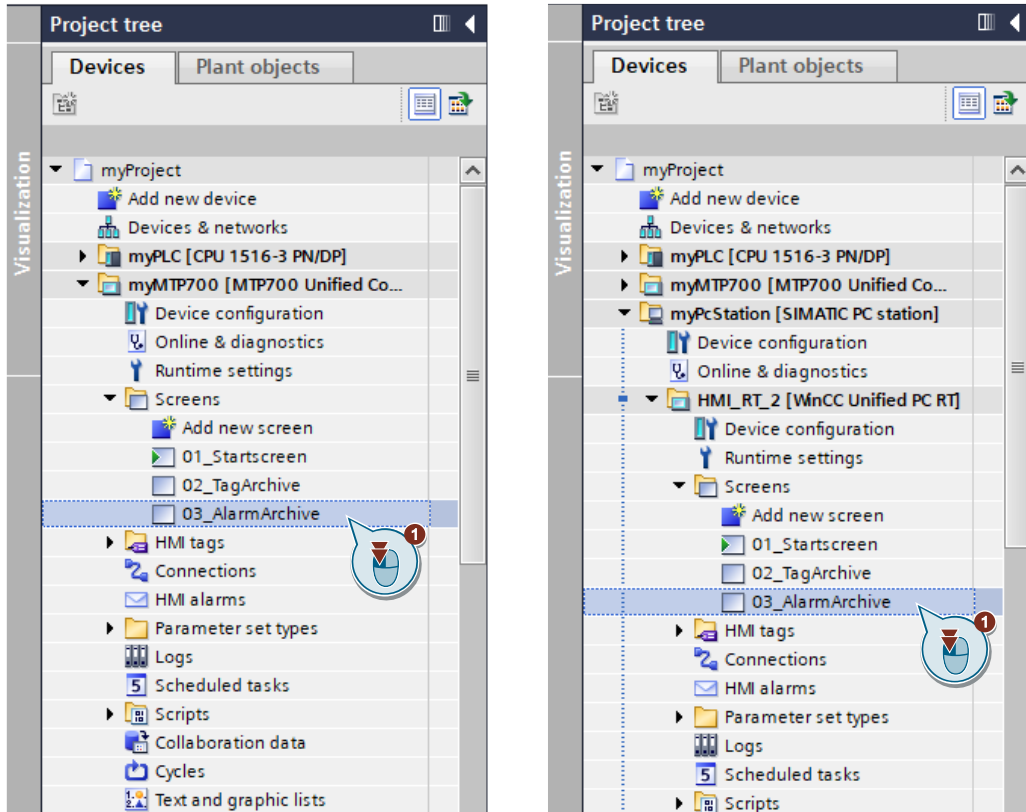 Project tree
Devices
Plant objects
Visualization
myProject
Add new device
Devices & networks
myPLC [CPU 1516-3 PN/DP]
myMTP700 [MTP700 Unified Co...
Device configuration
Online & diagnostics
Runtime settings
Screens
Add new screen
01_Startscreen
02_TagArchive
03_AlarmArchive
1
HMI tags
Connections
HMI alarms
Parameter set types
Logs
Scheduled tasks
Scripts
Collaboration data
Cycles
Text and graphic lists
Project tree
Devices
Plant objects
Visualization
myProject
Add new device
Devices & networks
myPLC [CPU 1516-3 PN/DP]
myMTP700 [MTP700 Unified Co...
myPcStation [SIMATIC PC station]
Device configuration
Online & diagnostics
HMI_RT_2 [WinCC Unified PC RT]
Device configuration
Runtime settings
Screens
Add new screen
01_Startscreen
02_TagArchive
03_AlarmArchive
1
HMI tags
Connections
HMI alarms
Parameter set types
Logs
Scheduled tasks
Scripts